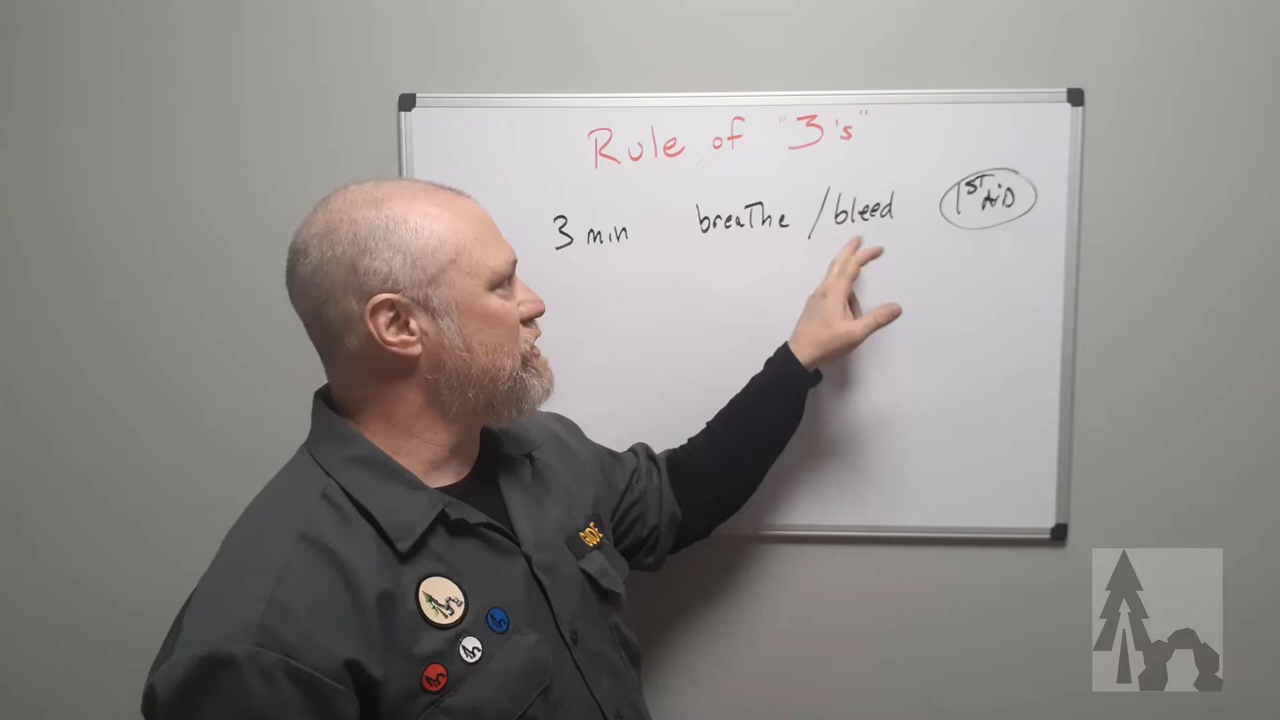 Rule of "3's"
3 min breathe / bleed 1ST AiD